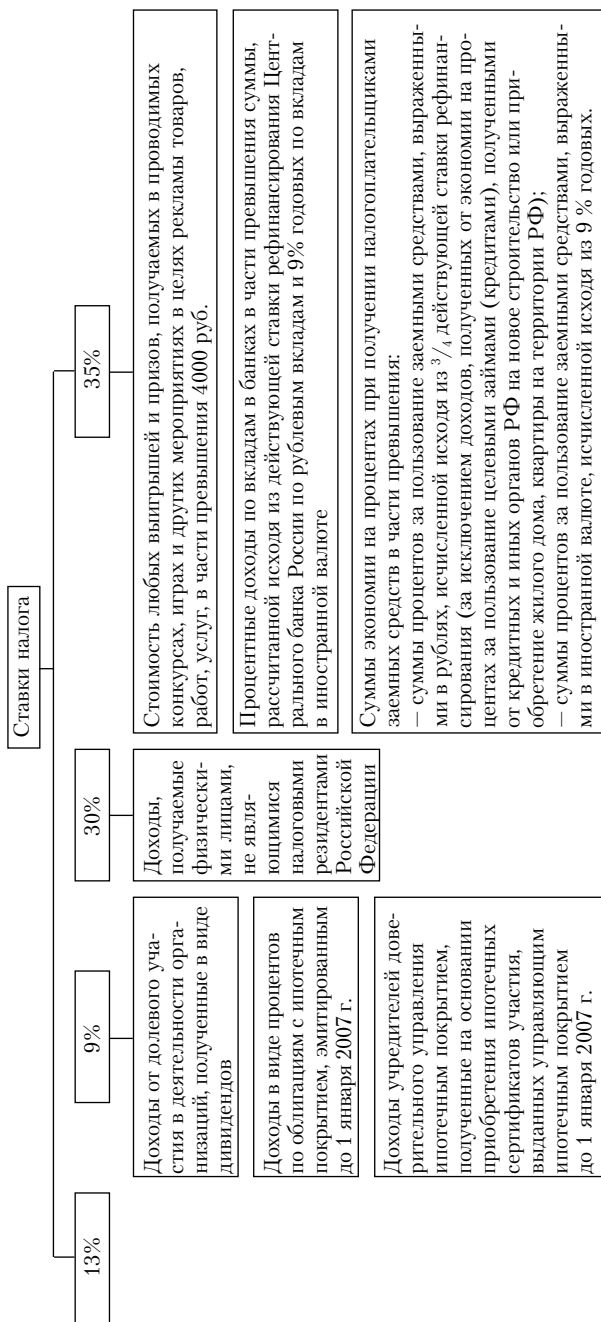 Ставки налога
13%
9%
30%
35%
Доходы от долевого уча-
стия в деятельности орга-
низаций, полученные в виде
дивидендов
Доходы в виде процентов
по облигациям с ипотечным
покрытием, эмитированным
до 1 января 2007 г.
Доходы учредителей дове-
рительного управления
ипотечным покрытием,
полученные на основании
приобретения ипотечных
сертификатов участия,
выданных управляющим
ипотечным покрытием
до 1 января 2007 г.
Доходы,
получаемые
физически-
ми лицами,
не явля-
ющимися
налоговыми
резидентами
Российской
Федерации
Стоимость любых выигрышей и призов, получаемых в проводимых
конкурсах, играх и других мероприятиях в целях рекламы товаров,
работ, услуг, в части превышения 4000 руб.
Процентные доходы по вкладам в банках в части превышения суммы,
рассчитанной исходя из действующей ставки рефинансирования Цент-
рального банка России по рублевым вкладам и 9% годовых по вкладам
в иностранной валюте
Суммы экономии на процентах при получении налогоплательщиками
заемных средств в части превышения:
– суммы процентов за пользование заемными средствами, выраженны-
ми в рублях, исчисленной исходя из 3/4 действующей ставки рефинан-
сирования (за исключением доходов, полученных от экономии на про-
центах за пользование целевыми займами (кредитами), полученными
от кредитных и иных органов РФ на новое строительство или при-
обретение жилого дома, квартиры на территории РФ);
– суммы процентов за пользование заемными средствами, выраженны-
ми в иностранной валюте, исчисленной исходя из 9 % годовых.